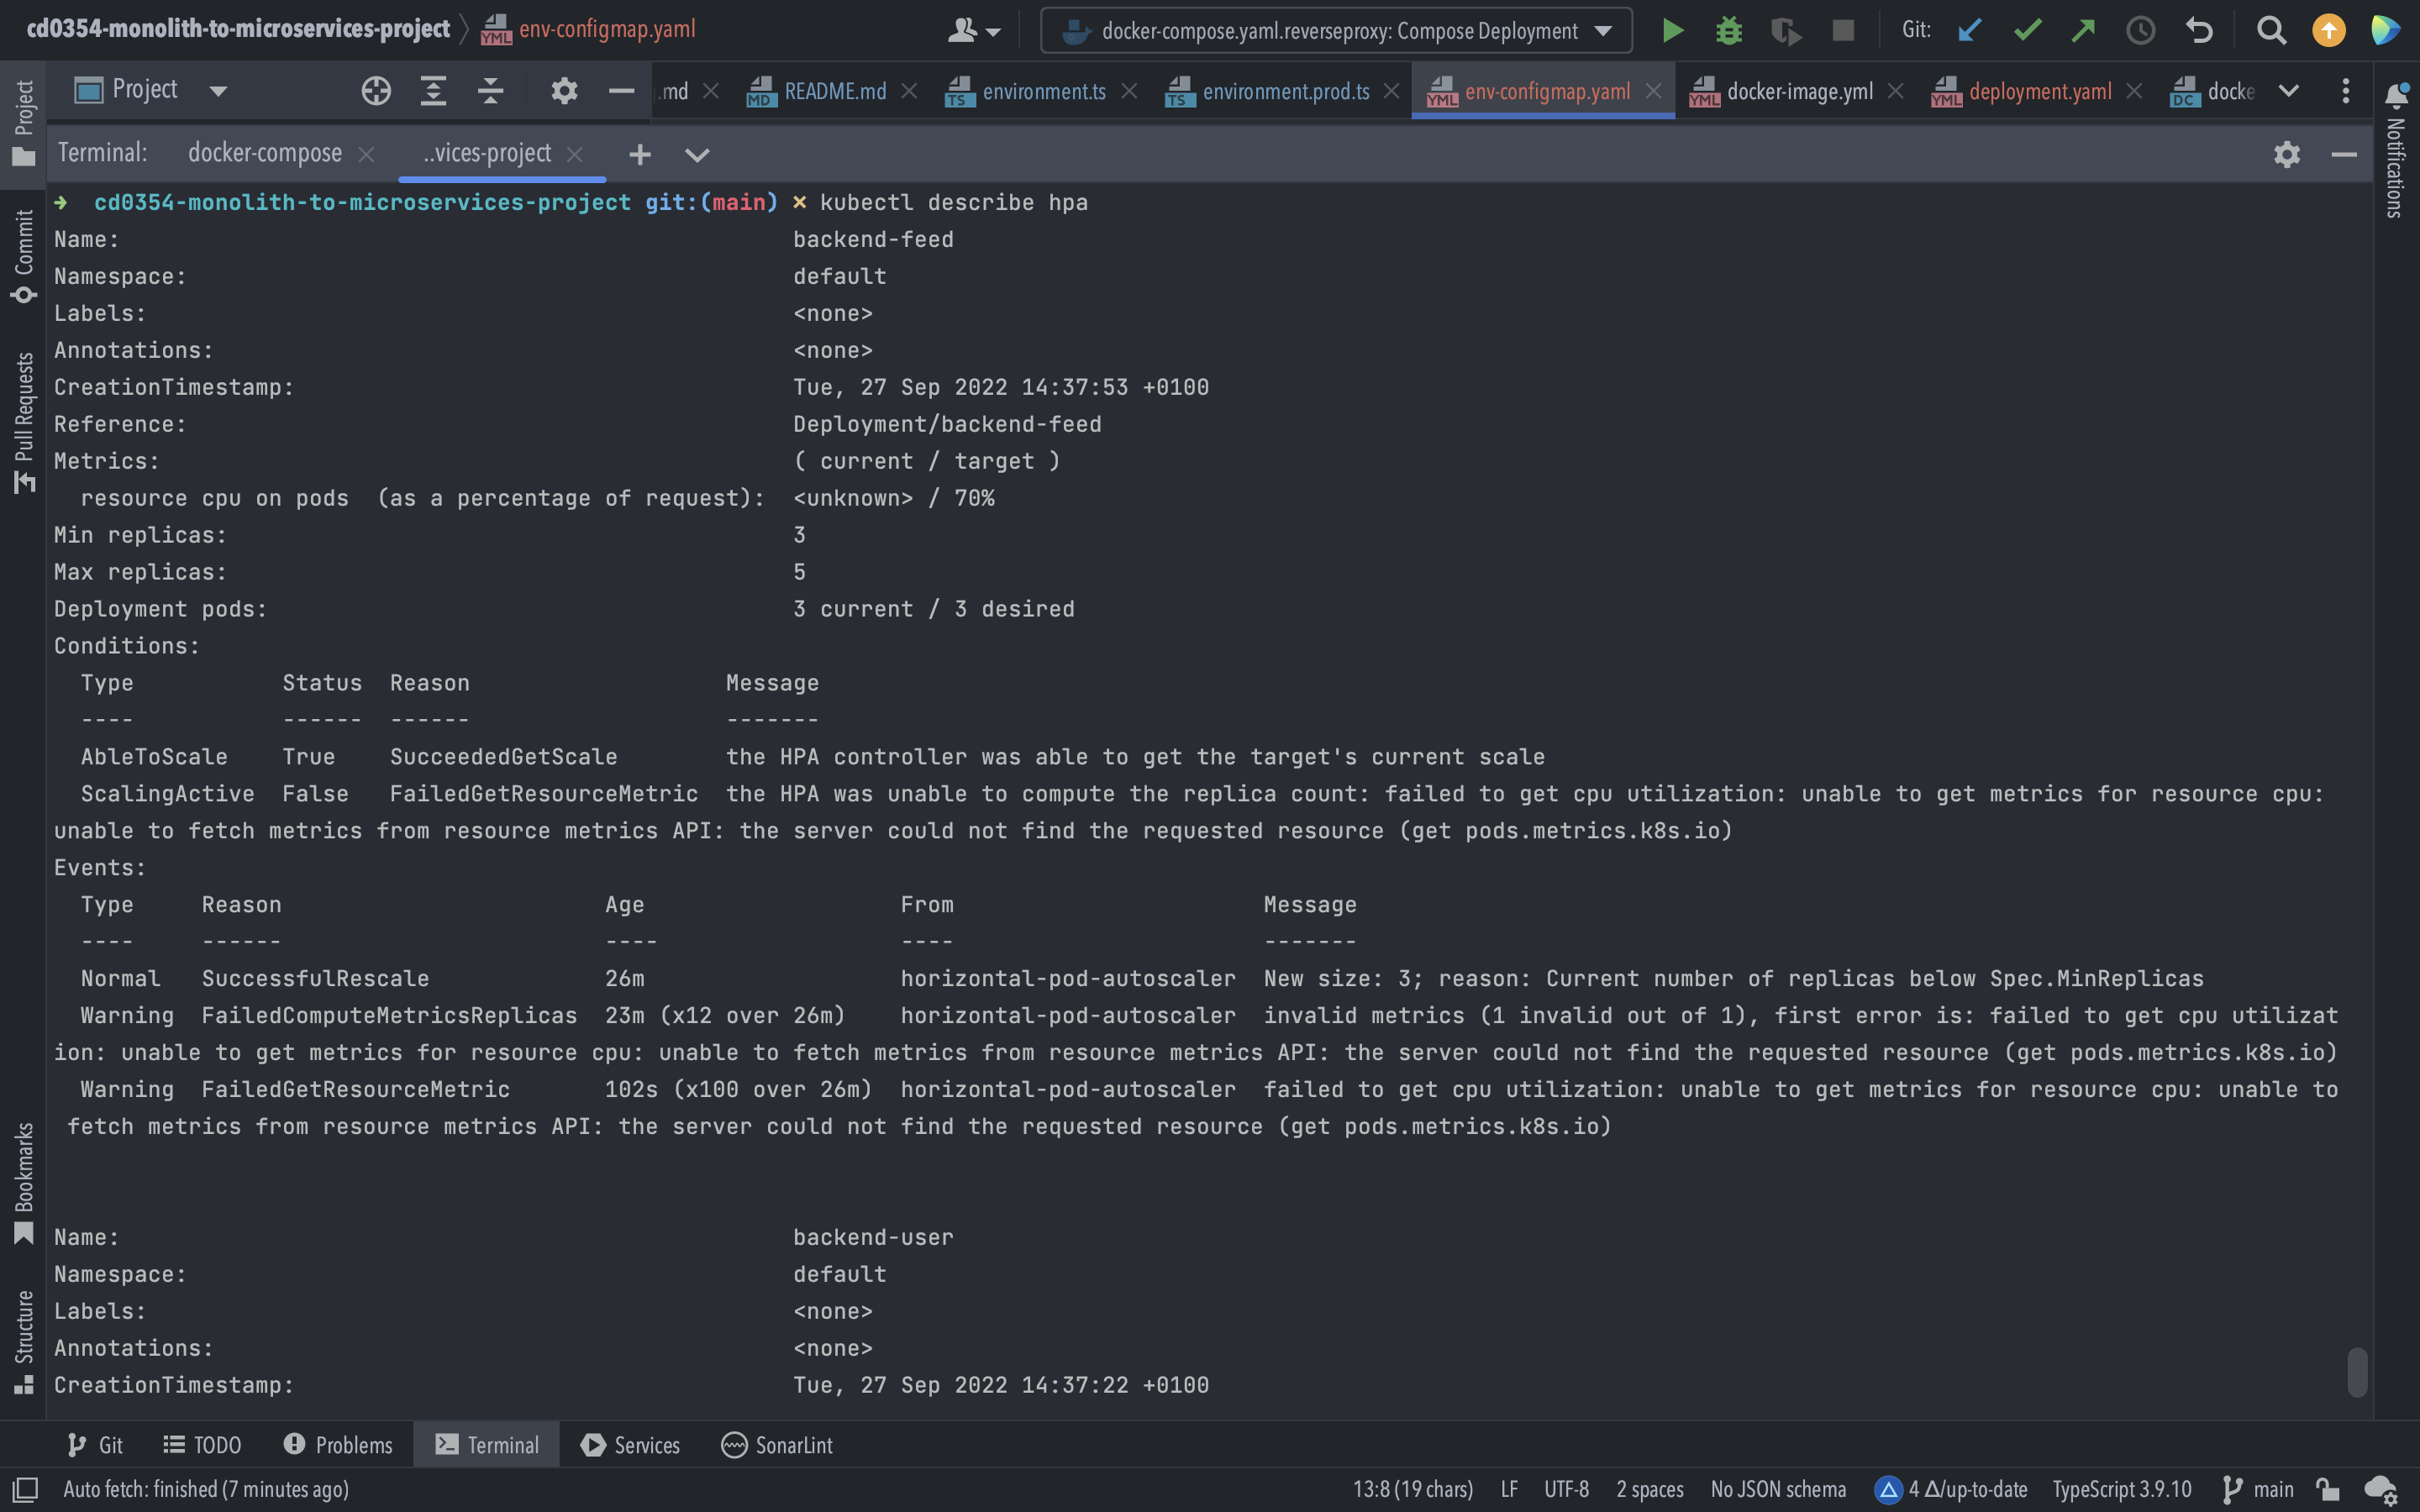 cd0354-monolith-to-microservices-project env-configmap.yaml docker-compose.yaml.reverseproxy: Compose Deployment Git:
Project .md README.md environment.ts environment.prod.ts env-configmap.yaml docker-image.yml deployment.yaml docke
Terminal: docker-compose ..vices-project
Project
Commit
Pull Requests
Bookmarks
Structure
Notifications
➜ cd0354-monolith-to-microservices-project git:(main) ✗ kubectl describe hpa
Name: backend-feed
Namespace: default
Labels: <none>
Annotations: <none>
CreationTimestamp: Tue, 27 Sep 2022 14:37:53 +0100
Reference: Deployment/backend-feed
Metrics: ( current / target )
resource cpu on pods (as a percentage of request): <unknown> / 70%
Min replicas: 3
Max replicas: 5
Deployment pods: 3 current / 3 desired
Conditions:
Type Status Reason Message
---- ------ ------ -------
AbleToScale True SucceededGetScale the HPA controller was able to get the target's current scale
ScalingActive False FailedGetResourceMetric the HPA was unable to compute the replica count: failed to get cpu utilization: unable to get metrics for resource cpu:
unable to fetch metrics from resource metrics API: the server could not find the requested resource (get pods.metrics.k8s.io)
Events:
Type Reason Age From Message
---- ------ ---- ---- -------
Normal SuccessfulRescale 26m horizontal-pod-autoscaler New size: 3; reason: Current number of replicas below Spec.MinReplicas
Warning FailedComputeMetricsReplicas 23m (x12 over 26m) horizontal-pod-autoscaler invalid metrics (1 invalid out of 1), first error is: failed to get cpu utilizat
ion: unable to get metrics for resource cpu: unable to fetch metrics from resource metrics API: the server could not find the requested resource (get pods.metrics.k8s.io)
Warning FailedGetResourceMetric 102s (x100 over 26m) horizontal-pod-autoscaler failed to get cpu utilization: unable to get metrics for resource cpu: unable to
fetch metrics from resource metrics API: the server could not find the requested resource (get pods.metrics.k8s.io)
Name: backend-user
Namespace: default
Labels: <none>
Annotations: <none>
CreationTimestamp: Tue, 27 Sep 2022 14:37:22 +0100
Git TODO Problems Terminal Services SonarLint
Auto fetch: finished (7 minutes ago) 13:8 (19 chars) LF UTF-8 2 spaces No JSON schema 4 Δ/up-to-date TypeScript 3.9.10 main